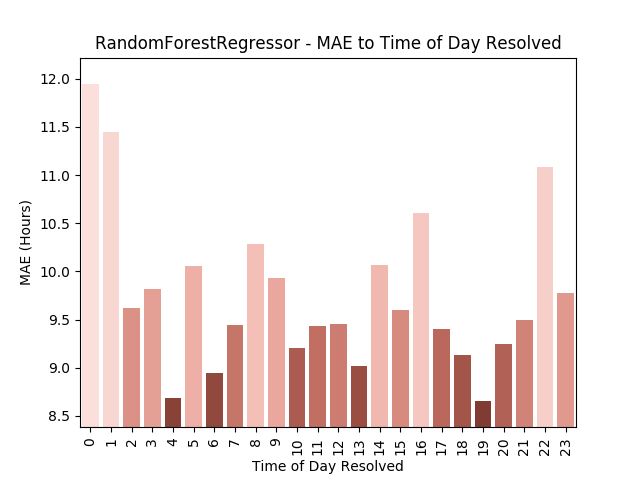 RandomForestRegressor - MAE to Time of Day Resolved
12.0
11.5
11.0
10.5
10.0
9.5
9.0
8.5
MAE (Hours)
0 1 2 3 4 5 6 7 8 9 10 11 12 13 14 15 16 17 18 19 20 21 22 23
Time of Day Resolved